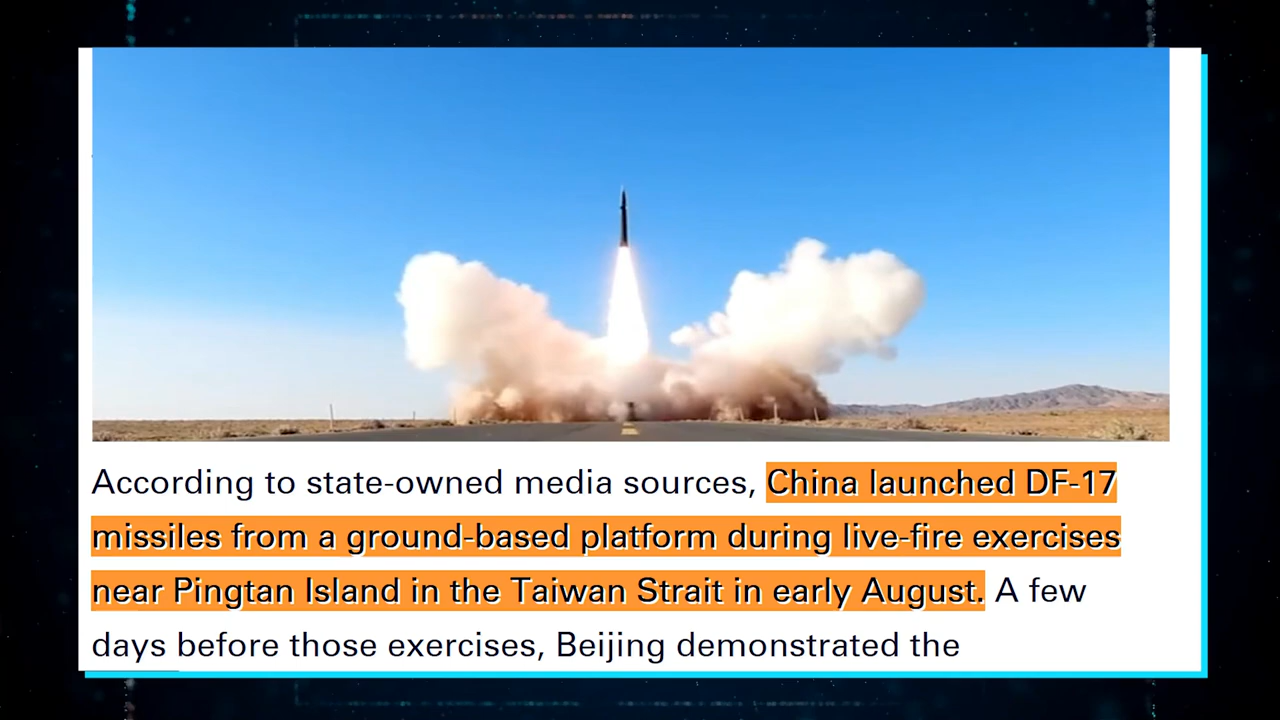 According to state-owned media sources, China launched DF-17
missiles from a ground-based platform during live-fire exercises
near Pingtan Island in the Taiwan Strait in early August. A few
days before those exercises, Beijing demonstrated the